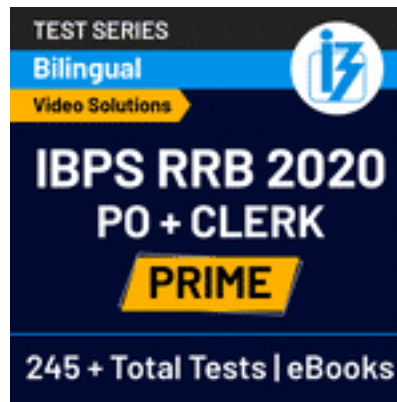 TEST SERIES
Bilingual
Video Solutions
IBPS RRB 2020
PO + CLERK
PRIME
245 + Total Tests | eBooks